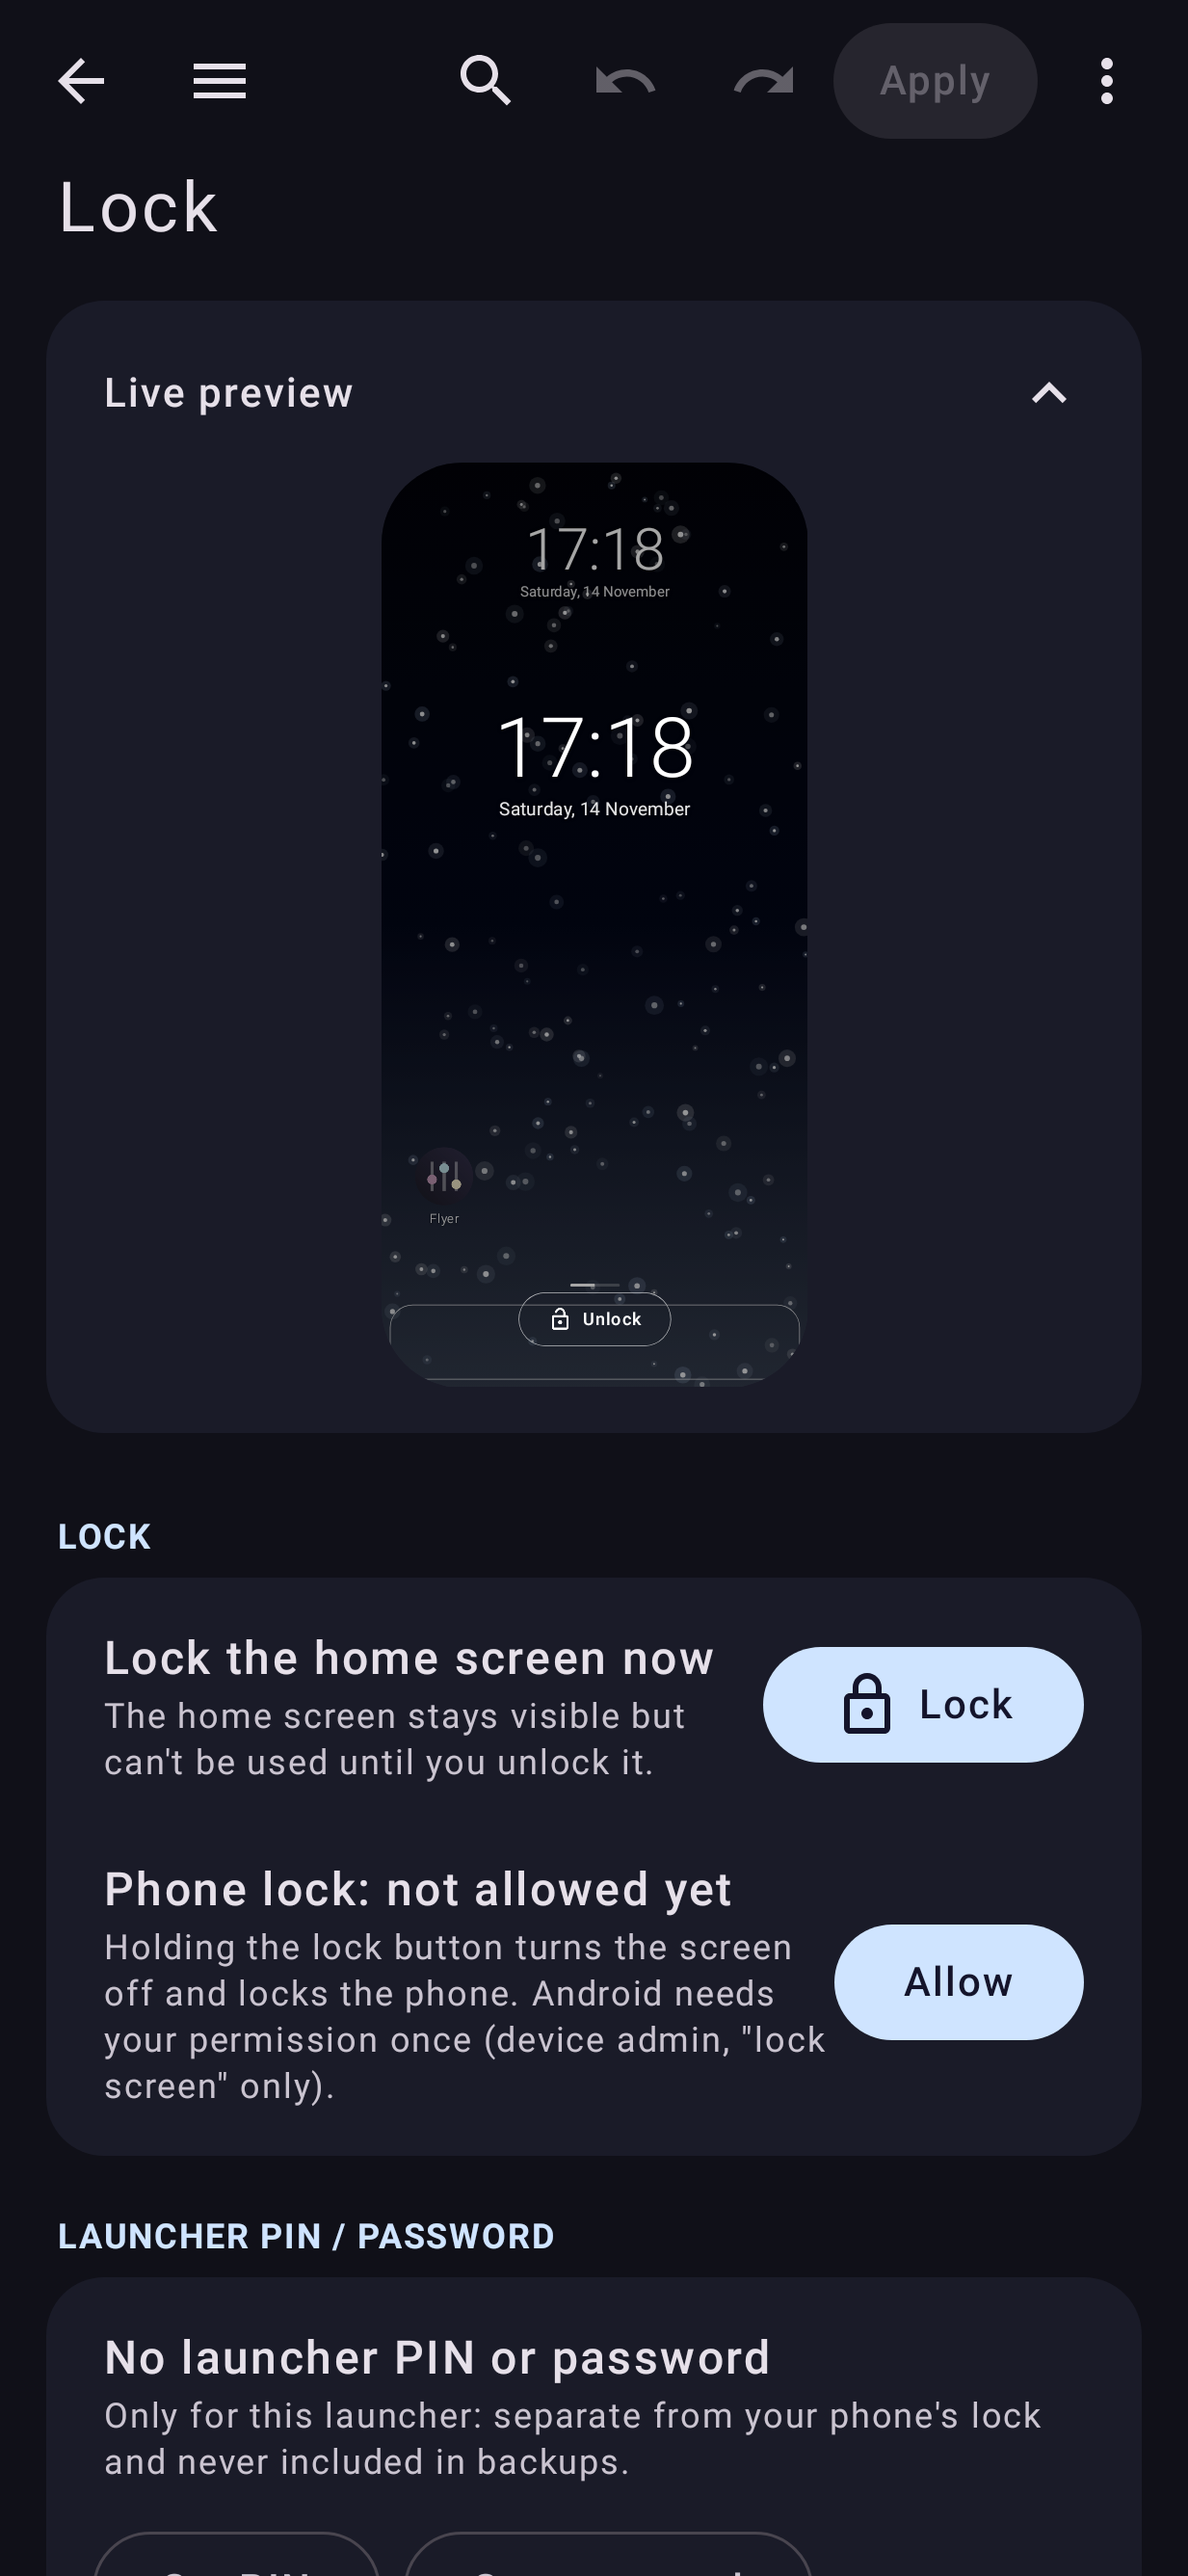 Apply
Lock
Live preview
17:18
Saturday, 14 November
17:18
Saturday, 14 November
Flyer
Unlock
LOCK
Lock the home screen now
The home screen stays visible but
can't be used until you unlock it.
Lock
Phone lock: not allowed yet
Holding the lock button turns the screen
off and locks the phone. Android needs
your permission once (device admin, "lock
screen" only).
Allow
LAUNCHER PIN / PASSWORD
No launcher PIN or password
Only for this launcher: separate from your phone's lock
and never included in backups.